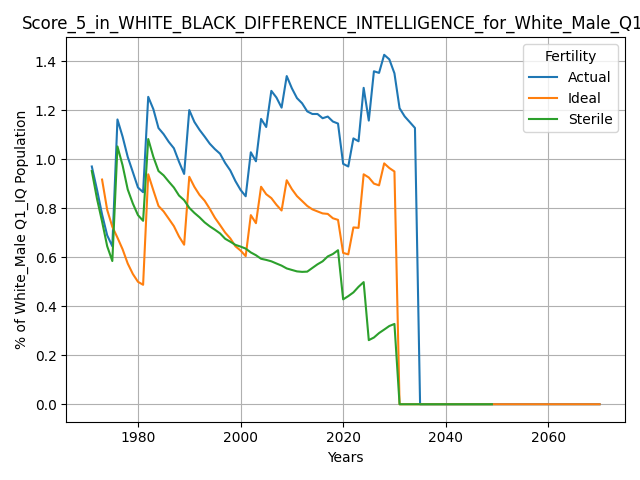 Score_5_in_WHITE_BLACK_DIFFERENCE_INTELLIGENCE_for_White_Male_Q1
Fertility
Actual
Ideal
Sterile
% of White_Male Q1_IQ Population
1.4
1.2
1.0
0.8
0.6
0.4
0.2
0.0
1980 2000 2020 2040 2060
Years